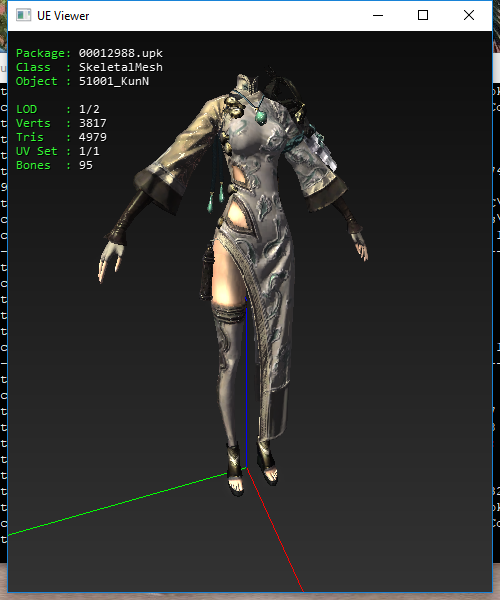 UE Viewer
Package: 00012988.upk
Class : SkeletalMesh
Object : 51001_KunN
LOD : 1/2
Verts : 3817
Tris : 4979
UV Set : 1/1
Bones : 95